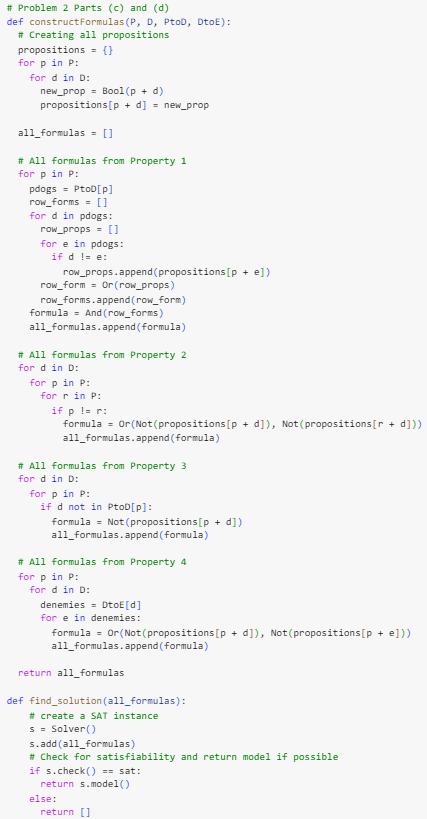 # Problem 2 Parts (c) and (d)
def constructFormulas(P, D, PtoD, DtoE):
  # Creating all propositions
  propositions = {}
  for p in P:
    for d in D:
      new_prop = Bool(p + d)
      propositions[p + d] = new_prop

  all_formulas = []

  # All formulas from Property 1
  for p in P:
    pdogs = PtoD[p]
    row_forms = []
    for d in pdogs:
      row_props = []
      for e in pdogs:
        if d != e:
          row_props.append(propositions[p + e])
      row_form = Or(row_props)
      row_forms.append(row_form)
    formula = And(row_forms)
    all_formulas.append(formula)

  # All formulas from Property 2
  for d in D:
    for p in P:
      for r in P:
        if p != r:
          formula = Or(Not(propositions[p + d]), Not(propositions[r + d]))
          all_formulas.append(formula)

  # All formulas from Property 3
  for d in D:
    for p in P:
      if d not in PtoD[p]:
        formula = Not(propositions[p + d])
        all_formulas.append(formula)

  # All formulas from Property 4
  for p in P:
    for d in D:
      denemies = DtoE[d]
      for e in denemies:
        formula = Or(Not(propositions[p + d]), Not(propositions[p + e]))
        all_formulas.append(formula)

  return all_formulas

def find_solution(all_formulas):
    # create a SAT instance
    s = Solver()
    s.add(all_formulas)
    # Check for satisfiability and return model if possible
    if s.check() == sat:
      return s.model()
    else:
      return []